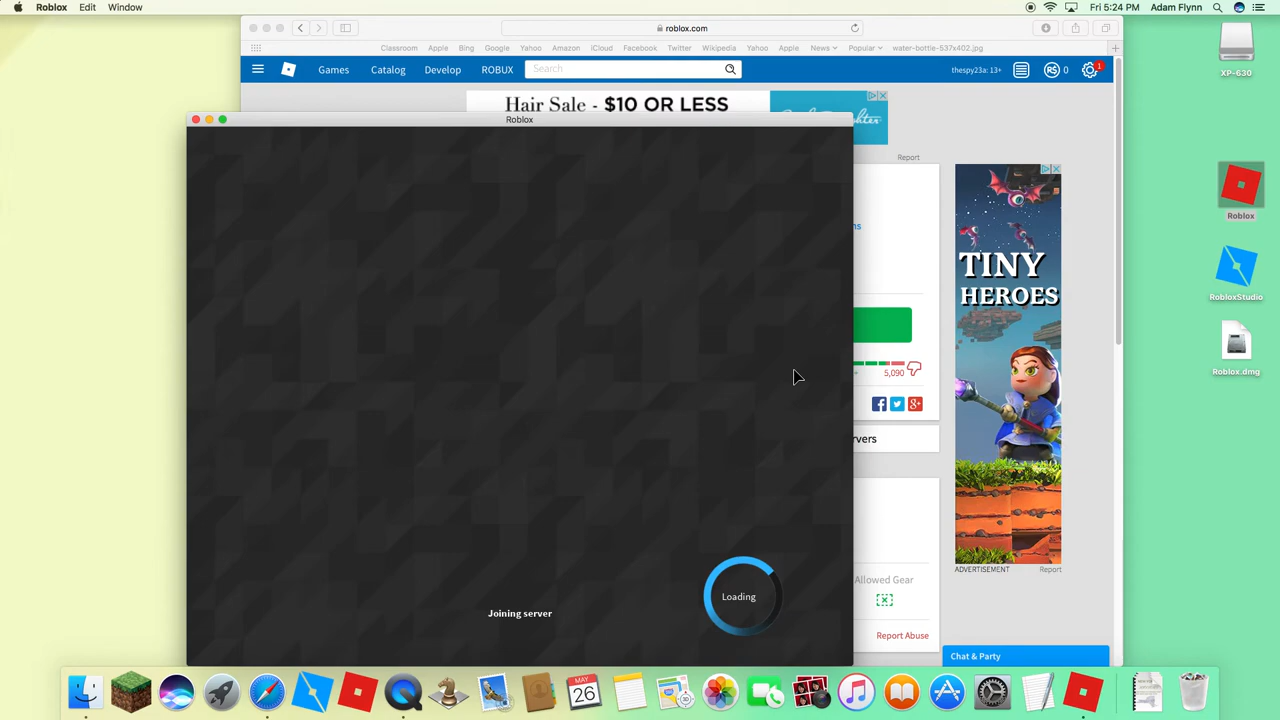 Roblox Edit Window
Fri 5:24 PM Adam Flynn
roblox.com
Classroom Apple Bing Google Yahoo Amazon iCloud Facebook Twitter Wikipedia Yahoo Apple News Popular water-bottle-537x402.jpg
Games Catalog Develop ROBUX Search thespy23a: 13+ R$ 0 1
Hair Sale - $10 OR LESS
Report
Roblox
ns
5,090
rvers
Allowed Gear
Report Abuse
TINY
HEROES
ADVERTISEMENT Report
Chat & Party
Joining server
Loading
XP-630
Roblox
RobloxStudio
Roblox.dmg
MAY
26